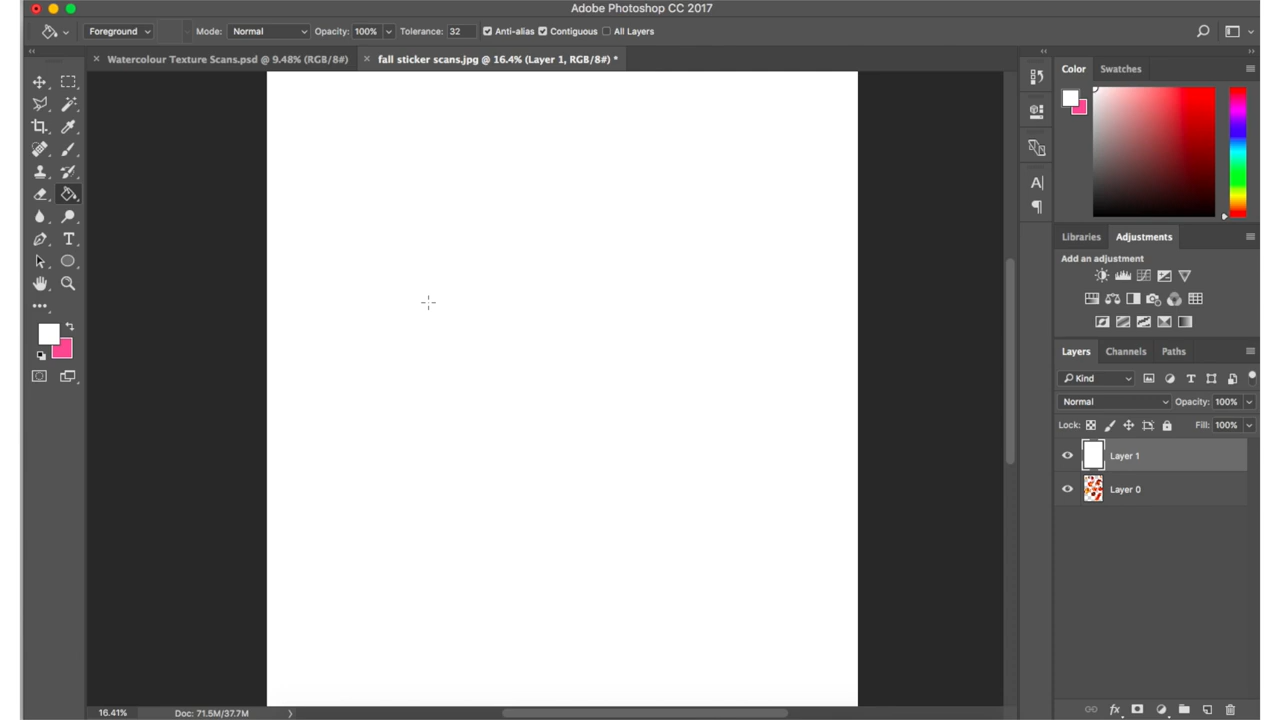 Adobe Photoshop CC 2017
Foreground Mode: Normal Opacity: 100% Tolerance: 32 Anti-alias Contiguous All Layers
Watercolour Texture Scans.psd @ 9.48% (RGB/8#) fall sticker scans.jpg @ 16.4% (Layer 1, RGB/8#) *
Color Swatches
Libraries Adjustments
Add an adjustment
Layers Channels Paths
Kind
Normal Opacity: 100%
Lock: Fill: 100%
Layer 1
Layer 0
16.41% Doc: 71.5M/37.7M